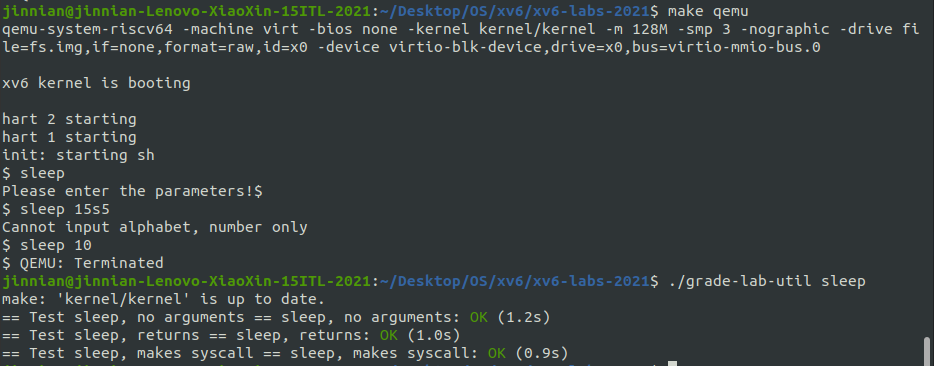 jinnian@jinnian-Lenovo-XiaoXin-15ITL-2021:~/Desktop/OS/xv6/xv6-labs-2021$ make qemu
qemu-system-riscv64 -machine virt -bios none -kernel kernel/kernel -m 128M -smp 3 -nographic -drive fi
le=fs.img,if=none,format=raw,id=x0 -device virtio-blk-device,drive=x0,bus=virtio-mmio-bus.0
xv6 kernel is booting
hart 2 starting
hart 1 starting
init: starting sh
$ sleep
Please enter the parameters!$
$ sleep 15s5
Cannot input alphabet, number only
$ sleep 10
$ QEMU: Terminated
jinnian@jinnian-Lenovo-XiaoXin-15ITL-2021:~/Desktop/OS/xv6/xv6-labs-2021$ ./grade-lab-util sleep
make: 'kernel/kernel' is up to date.
== Test sleep, no arguments == sleep, no arguments: OK (1.2s)
== Test sleep, returns == sleep, returns: OK (1.0s)
== Test sleep, makes syscall == sleep, makes syscall: OK (0.9s)